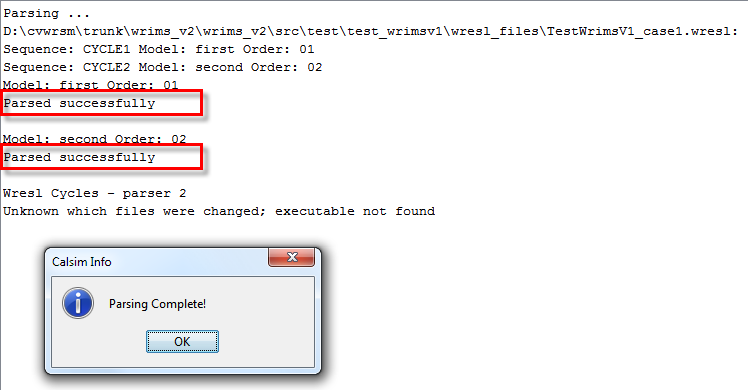 Parsing ...
D:\cvwrsm\trunk\wrims_v2\wrims_v2\src\test\test_wrimsv1\wresl_files\TestWrimsV1_case1.wresl:
Sequence: CYCLE1 Model: first Order: 01
Sequence: CYCLE2 Model: second Order: 02
Model: first Order: 01
Parsed successfully
Model: second Order: 02
Parsed successfully
Wresl Cycles - parser 2
Unknown which files were changed; executable not found
Calsim Info
Parsing Complete!
OK